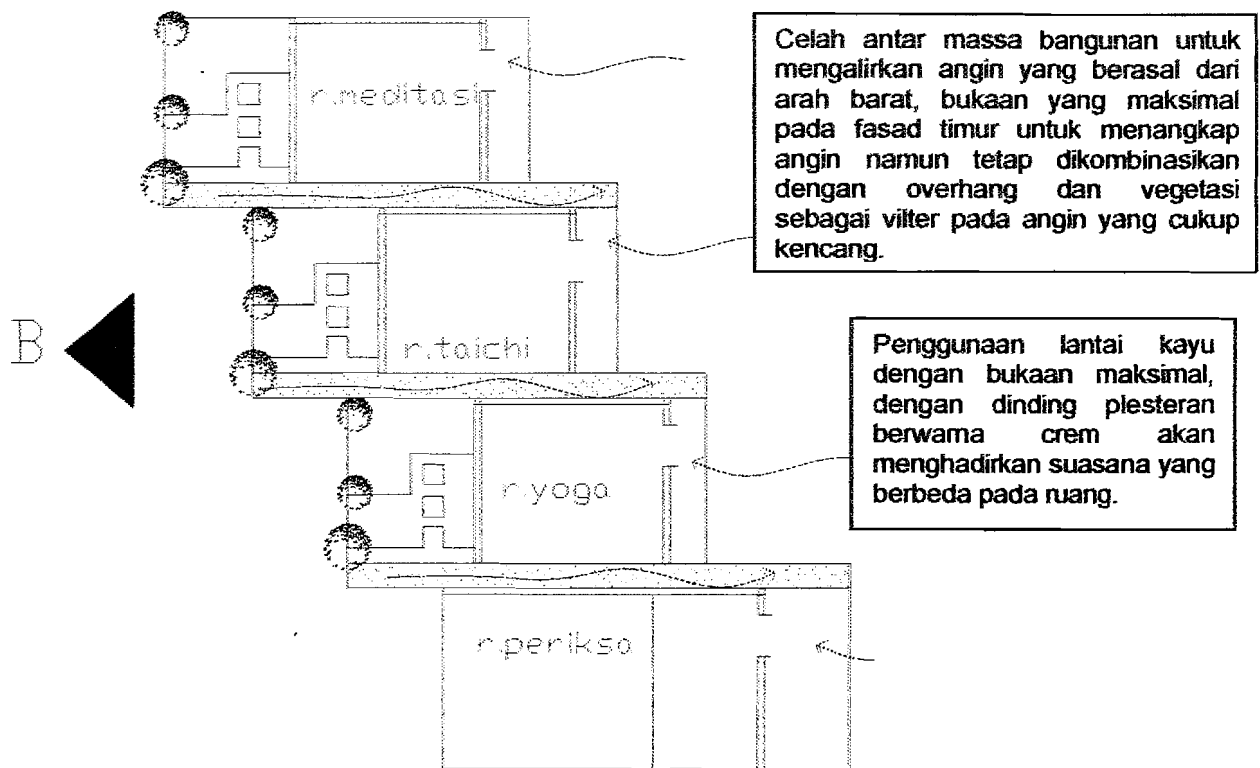 Celah antar massa bangunan untuk
mengalirkan angin yang berasal dari
arah barat, bukaan yang maksimal
pada fasad timur untuk menangkap
angin namun tetap dikombinasikan
dengan overhang dan vegetasi
sebagai vilter pada angin yang cukup
kencang.
r.meditasi
B
r.taichi
Penggunaan lantai kayu
dengan bukaan maksimal,
dengan dinding plesteran
berwarna crem akan
menghadirkan suasana yang
berbeda pada ruang.
r.yoga
r.periksa